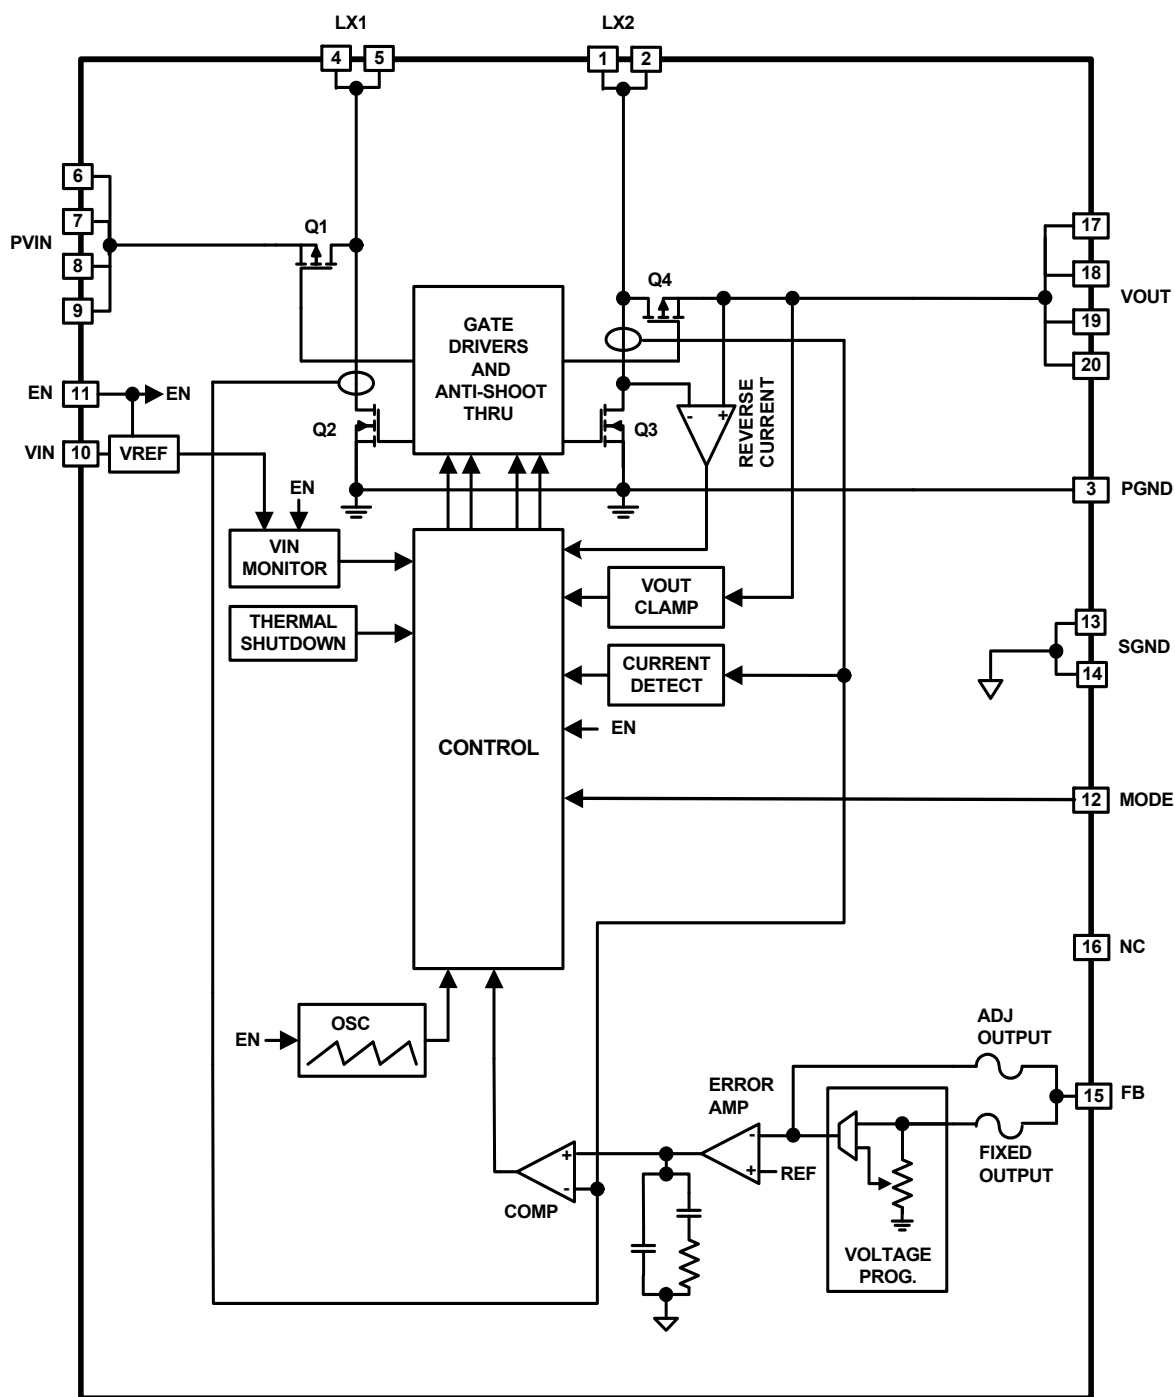 LX1
LX2
4
5
1
2
6
7
PVIN
8
9
Q1
Q4
17
18
VOUT
19
20
GATE
DRIVERS
AND
ANTI-SHOOT
THRU
EN
11
EN
VIN
10
VREF
Q2
Q3
-
+
REVERSE
CURRENT
3
PGND
EN
VIN
MONITOR
VOUT
CLAMP
THERMAL
SHUTDOWN
13
SGND
14
CURRENT
DETECT
EN
CONTROL
12
MODE
16
NC
OSC
EN
ADJ
OUTPUT
ERROR
AMP
15
FB
-
+
REF
FIXED
OUTPUT
+
-
COMP
VOLTAGE
PROG.